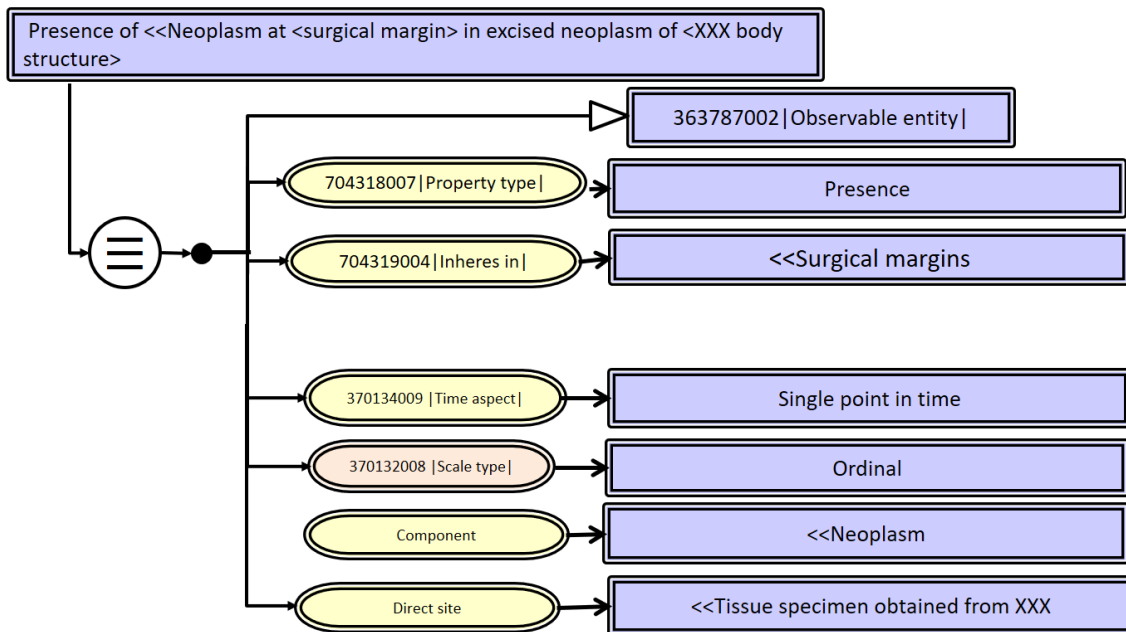 Presence of <<Neoplasm at <surgical margin> in excised neoplasm of <XXX body
structure>
363787002|Observable entity|
704318007|Property type|
Presence
704319004|Inheres in|
<<Surgical margins
370134009 |Time aspect|
Single point in time
370132008 |Scale type|
Ordinal
Component
<<Neoplasm
Direct site
<<Tissue specimen obtained from XXX